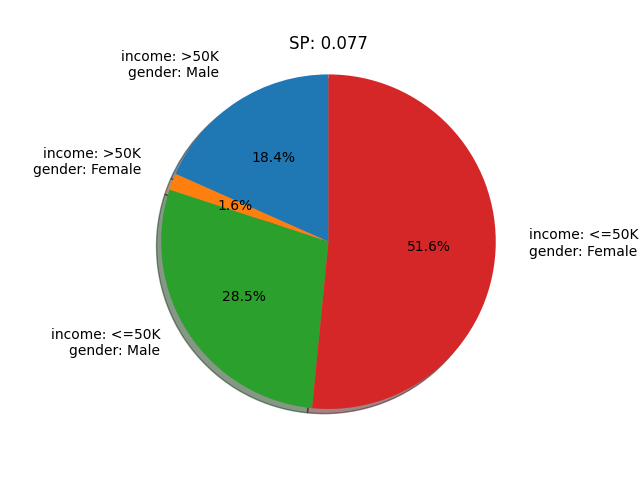 SP: 0.077
income: >50K
gender: Male
18.4%
income: >50K
gender: Female
1.6%
income: <=50K
gender: Female
51.6%
28.5%
income: <=50K
gender: Male